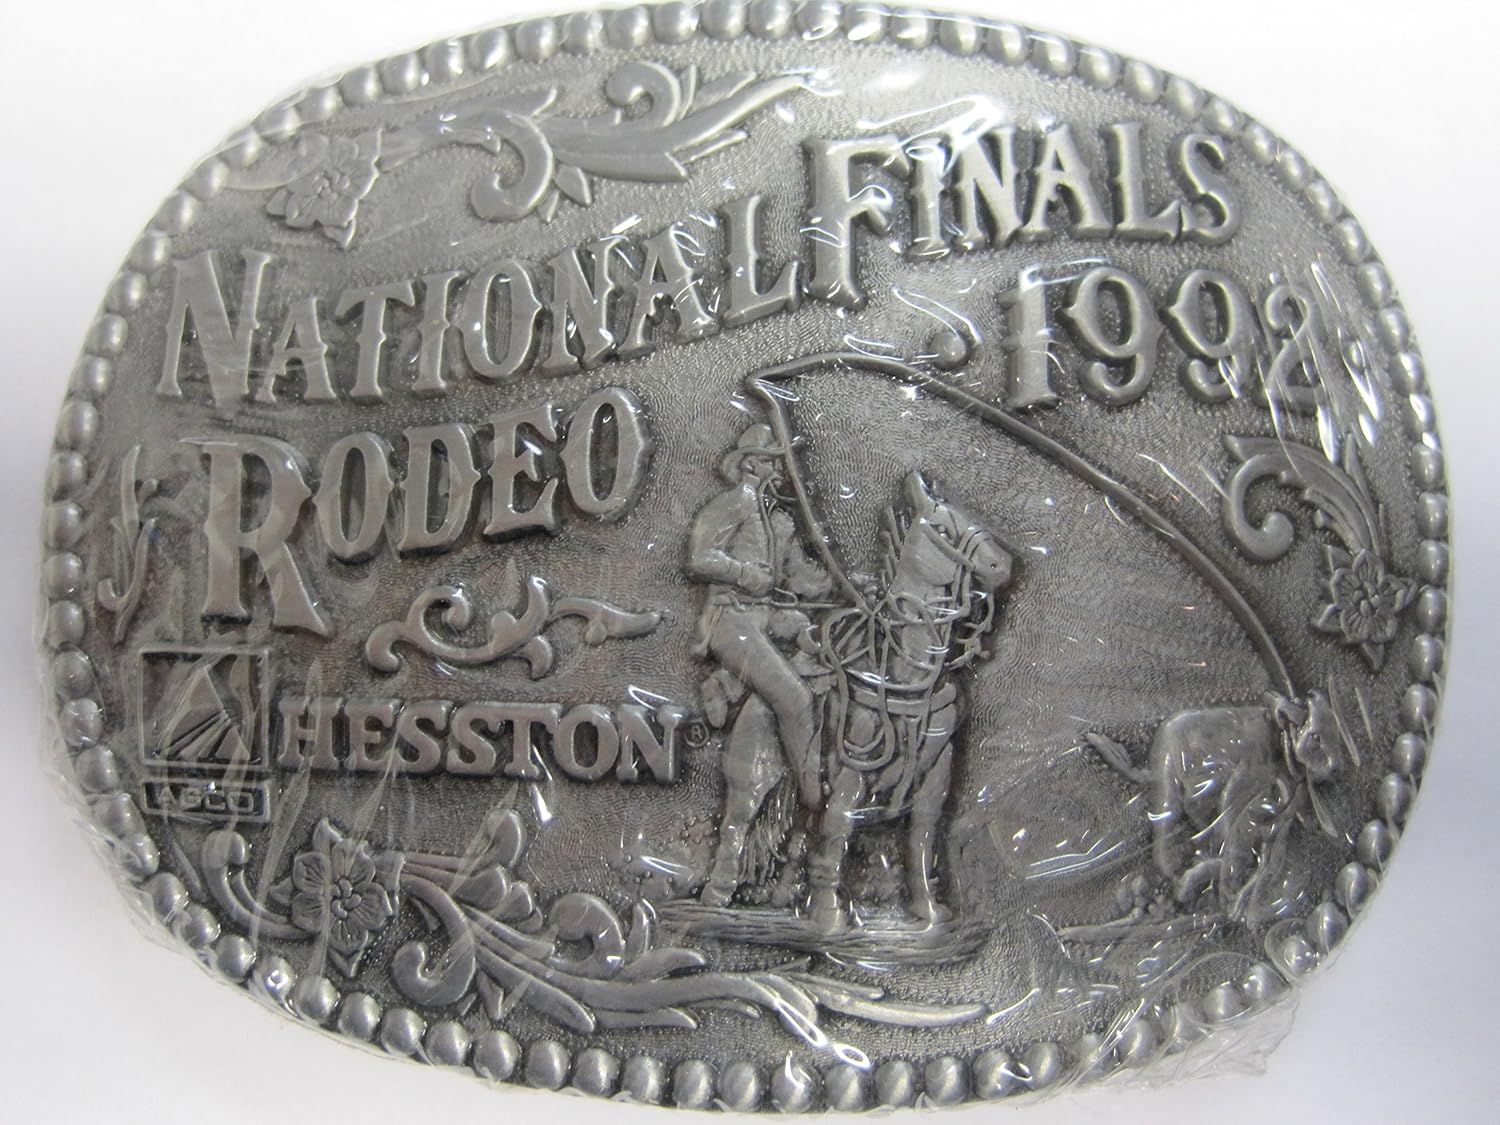 NATIONAL FINALS
RODEO
1992
HESSTON®
AGCO